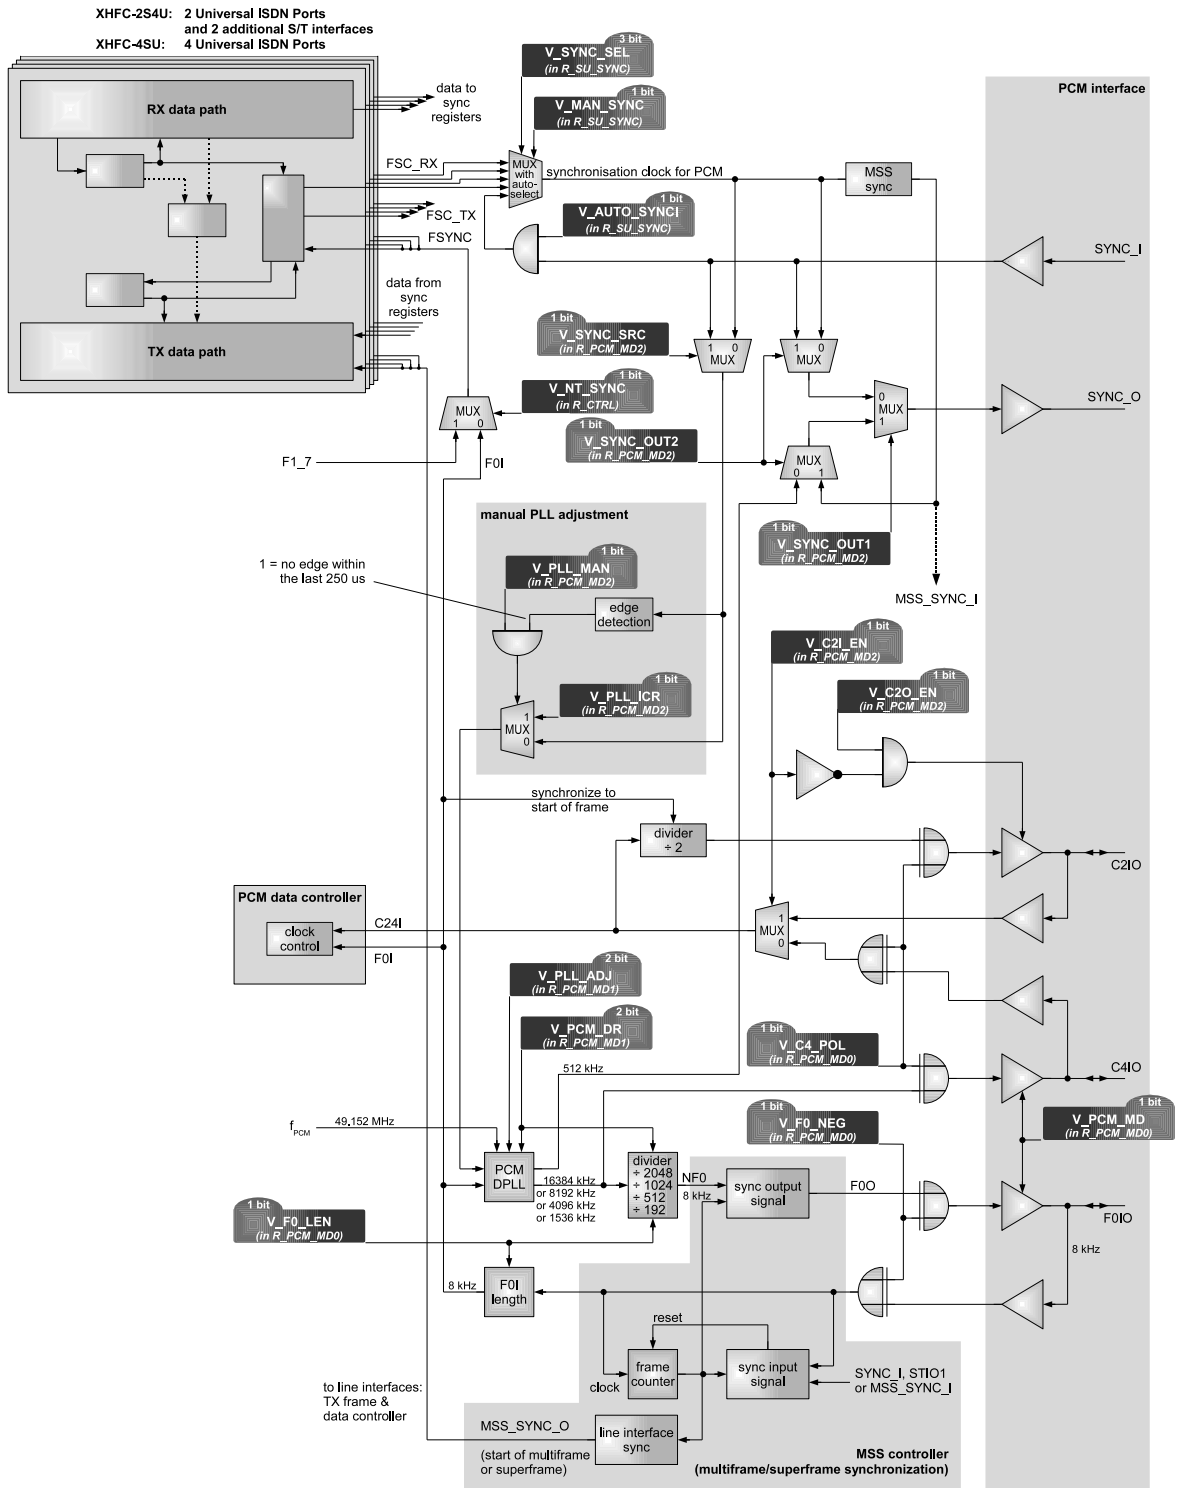 XHFC-2S4U: 2 Universal ISDN Ports
and 2 additional S/T interfaces
XHFC-4SU: 4 Universal ISDN Ports
RX data path
TX data path
data to
sync
registers
FSC_RX
FSC_TX
FSYNC
data from
sync
registers
3 bit
V_SYNC_SEL
(in R_SU_SYNC)
1 bit
V_MAN_SYNC
(in R_SU_SYNC)
MUX
with
auto-
select
synchronisation clock for PCM
MSS
sync
PCM interface
1 bit
V_AUTO_SYNCI
(in R_SU_SYNC)
SYNC_I
1 bit
V_SYNC_SRC
(in R_PCM_MD2)
1 0
MUX
1 0
MUX
1 bit
V_NT_SYNC
(in R_CTRL)
MUX
1 0
0
MUX
1
SYNC_O
1 bit
V_SYNC_OUT2
(in R_PCM_MD2)
MUX
0 1
F1_7
F0I
1 bit
V_SYNC_OUT1
(in R_PCM_MD2)
MSS_SYNC_I
manual PLL adjustment
1 = no edge within
the last 250 us
1 bit
V_PLL_MAN
(in R_PCM_MD2)
edge
detection
1 bit
V_PLL_ICR
(in R_PCM_MD2)
1
MUX
0
1 bit
V_C2I_EN
(in R_PCM_MD2)
1 bit
V_C2O_EN
(in R_PCM_MD2)
synchronize to
start of frame
divider
÷ 2
C2IO
PCM data controller
clock
control
C24I
F0I
1
MUX
0
2 bit
V_PLL_ADJ
(in R_PCM_MD1)
2 bit
V_PCM_DR
(in R_PCM_MD1)
1 bit
V_C4_POL
(in R_PCM_MD0)
512 kHz
C4IO
f PCM
49.152 MHz
1 bit
V_F0_NEG
(in R_PCM_MD0)
1 bit
V_PCM_MD
(in R_PCM_MD0)
PCM
DPLL
16384 kHz
or 8192 kHz
or 4096 kHz
or 1536 kHz
divider
÷ 2048
÷ 1024
÷ 512
÷ 192
NF0
8 kHz
sync output
signal
F0O
F0IO
8 kHz
1 bit
V_F0_LEN
(in R_PCM_MD0)
8 kHz
F0I
length
reset
frame
counter
clock
sync input
signal
SYNC_I, STIO1
or MSS_SYNC_I
to line interfaces:
TX frame &
data controller
MSS_SYNC_O
(start of multiframe
or superframe)
line interface
sync
MSS controller
(multiframe/superframe synchronization)